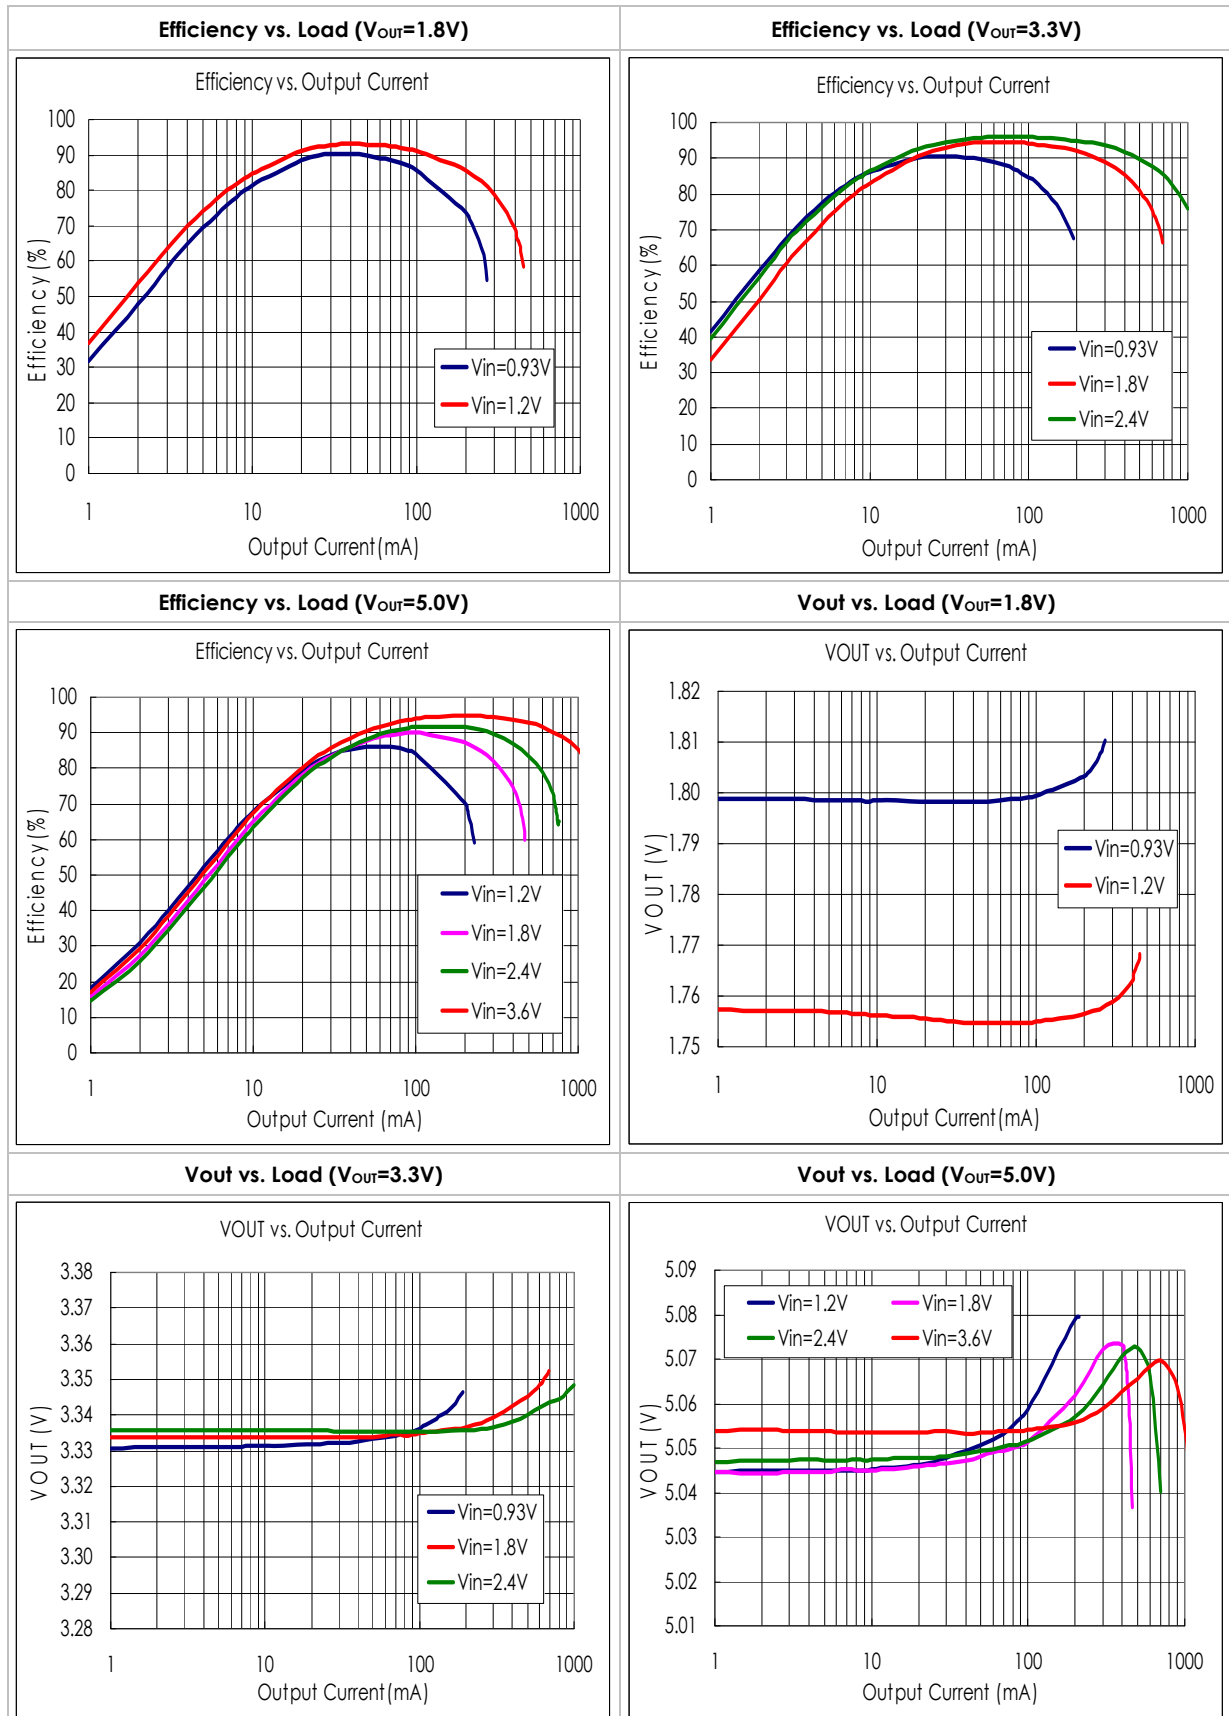 Efficiency vs. Load (VOUT=1.8V)
Efficiency vs. Output Current
100
90
80
70
60
50
40
30
20
10
0
Efficiency (%)
Vin=0.93V
Vin=1.2V
1
10
100
1000
Output Current (mA)
Efficiency vs. Load (VOUT=3.3V)
Efficiency vs. Output Current
100
90
80
70
60
50
40
30
20
10
0
Efficiency (%)
Vin=0.93V
Vin=1.8V
Vin=2.4V
1
10
100
1000
Output Current (mA)
Efficiency vs. Load (VOUT=5.0V)
Efficiency vs. Output Current
100
90
80
70
60
50
40
30
20
10
0
Efficiency (%)
Vin=1.2V
Vin=1.8V
Vin=2.4V
Vin=3.6V
1
10
100
1000
Output Current (mA)
Vout vs. Load (VOUT=1.8V)
VOUT vs. Output Current
1.82
1.81
1.80
1.79
1.78
1.77
1.76
1.75
VOUT (V)
Vin=0.93V
Vin=1.2V
1
10
100
1000
Output Current (mA)
Vout vs. Load (VOUT=3.3V)
VOUT vs. Output Current
3.38
3.37
3.36
3.35
3.34
3.33
3.32
3.31
3.30
3.29
3.28
VOUT (V)
Vin=0.93V
Vin=1.8V
Vin=2.4V
1
10
100
1000
Output Current (mA)
Vout vs. Load (VOUT=5.0V)
VOUT vs. Output Current
5.09
5.08
5.07
5.06
5.05
5.04
5.03
5.02
5.01
VOUT (V)
Vin=1.2V
Vin=1.8V
Vin=2.4V
Vin=3.6V
1
10
100
1000
Output Current (mA)